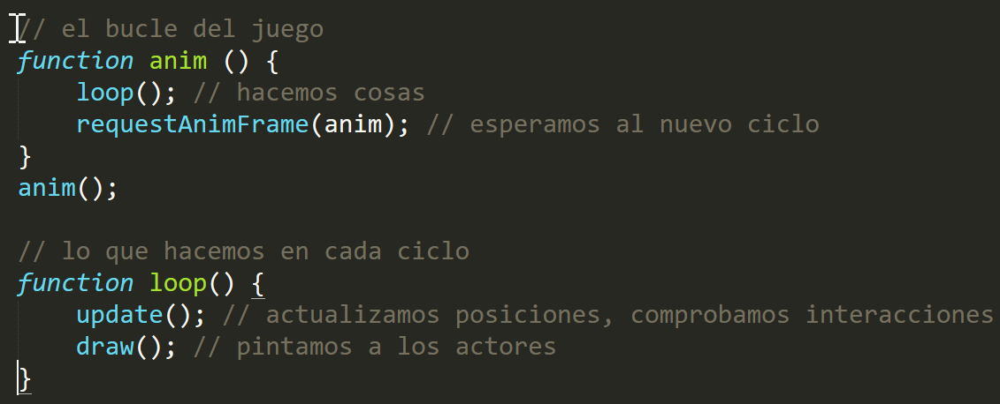 // el bucle del juego
function anim () {
    loop(); // hacemos cosas
    requestAnimFrame(anim); // esperamos al nuevo ciclo
}
anim();

// lo que hacemos en cada ciclo
function loop() {
    update(); // actualizamos posiciones, comprobamos interacciones
    draw(); // pintamos a los actores
}